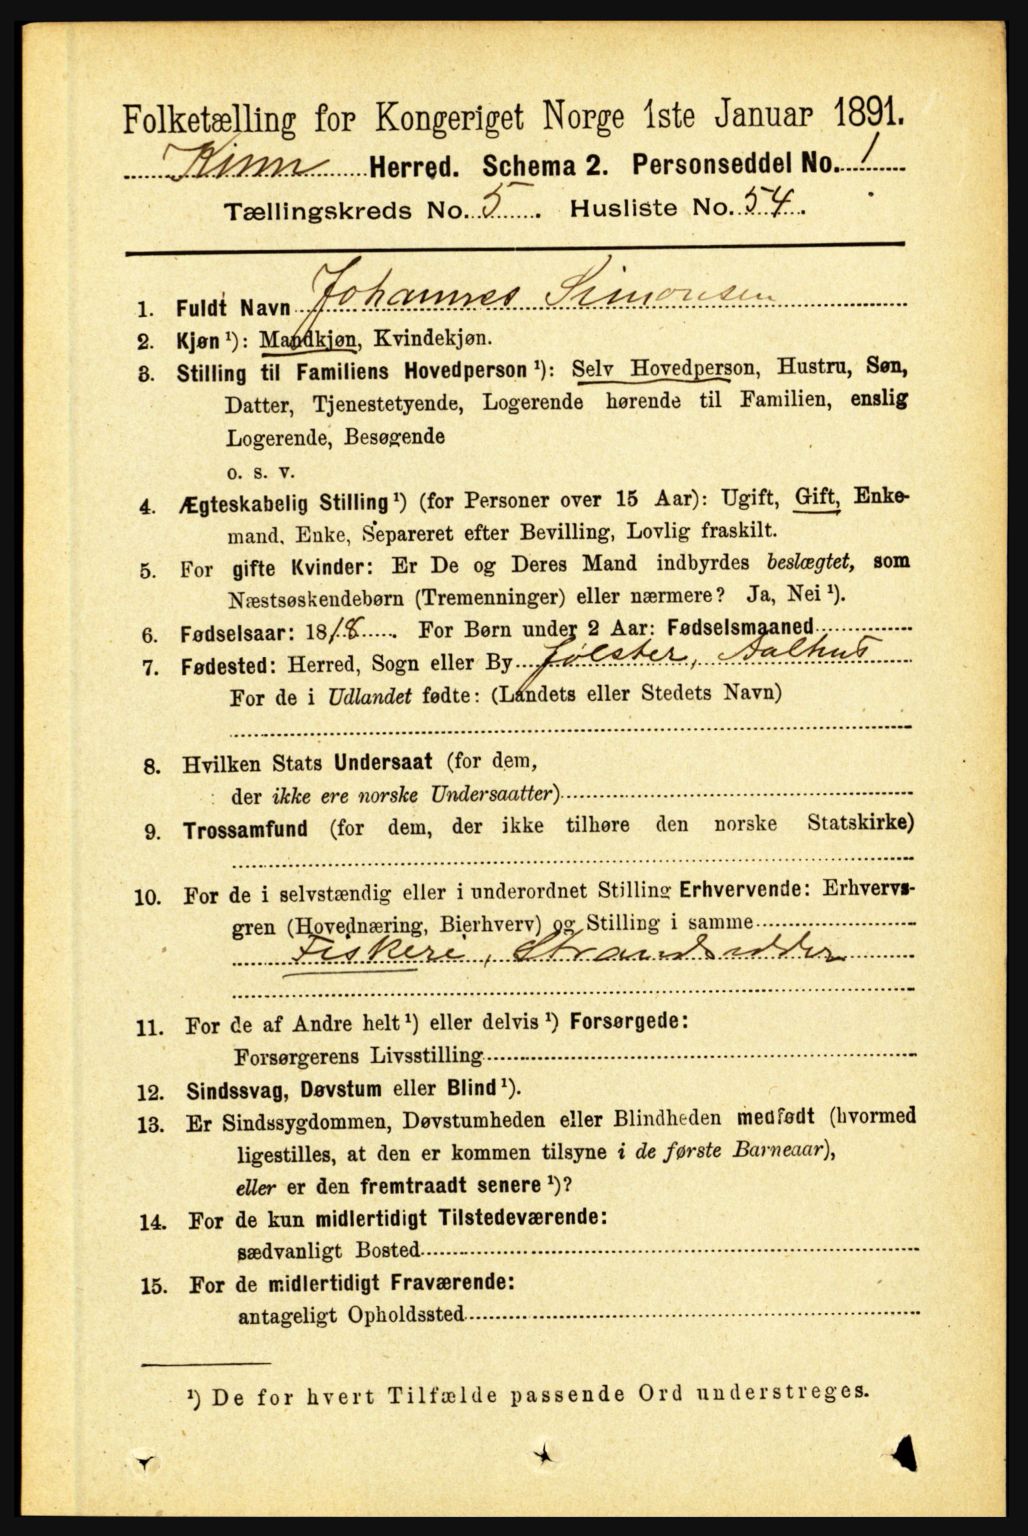 Folketælling for Kongeriget Norge 1ste Januar 1891.
Kinn Herred. Schema 2. Personseddel No. 1
Tællingskreds No. 5. Husliste No. 54.
1. Fuldt Navn Johannes Simonsen
2. Kjøn ¹): Mandkjøn, Kvindekjøn.
3. Stilling til Familiens Hovedperson ¹): Selv Hovedperson, Hustru, Søn,
Datter, Tjenestetyende, Logerende hørende til Familien, enslig
Logerende, Besøgende
o. s. v.
4. Ægteskabelig Stilling ¹) (for Personer over 15 Aar): Ugift, Gift, Enke-
mand, Enke, Separeret efter Bevilling, Lovlig fraskilt.
5. For gifte Kvinder: Er De og Deres Mand indbyrdes beslægtet, som
Næstsøskendebørn (Tremenninger) eller nærmere? Ja, Nei ¹).
6. Fødselsaar: 1818. For Børn under 2 Aar: Fødselsmaaned
7. Fødested: Herred, Sogn eller By Jølster, Aalhus
For de i Udlandet fødte: (Landets eller Stedets Navn)
8. Hvilken Stats Undersaat (for dem,
der ikke ere norske Undersaatter)
9. Trossamfund (for dem, der ikke tilhøre den norske Statskirke)
10. For de i selvstændig eller i underordnet Stilling Erhvervende: Erhvervs-
gren (Hovednæring, Bierhverv) og Stilling i samme
Fiskeri, Strandsidder
11. For de af Andre helt ¹) eller delvis ¹) Forsørgede:
Forsørgerens Livsstilling
12. Sindssvag, Døvstum eller Blind ¹).
13. Er Sindssygdommen, Døvstumheden eller Blindheden medfødt (hvormed
ligestilles, at den er kommen tilsyne i de første Barneaar),
eller er den fremtraadt senere ¹)?
14. For de kun midlertidigt Tilstedeværende:
sædvanligt Bosted
15. For de midlertidigt Fraværende:
antageligt Opholdssted
¹) De for hvert Tilfælde passende Ord understreges.